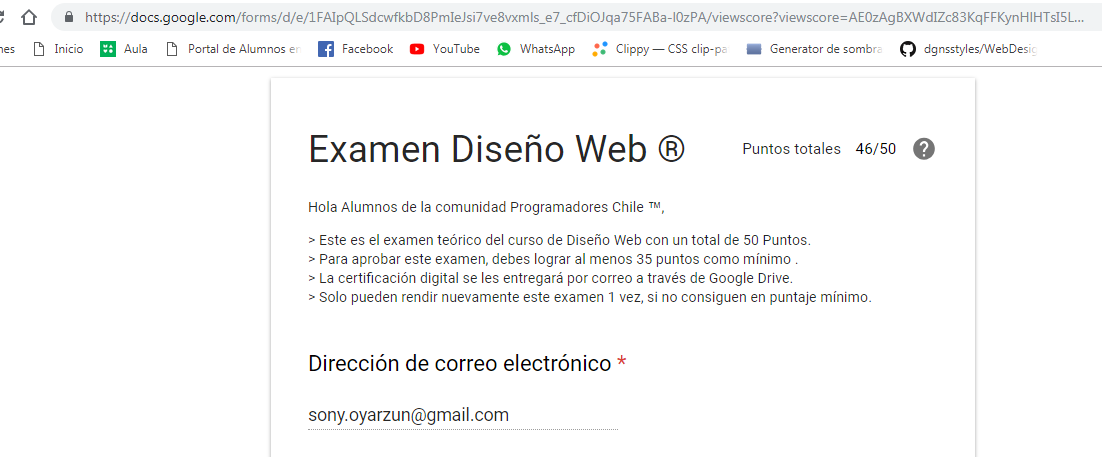 https://docs.google.com/forms/d/e/1FAIpQLSdcwfkbD8PmIeJsi7ve8vxmls_e7_cfDiOJqa75FABa-l0zPA/viewscore?viewscore=AE0zAgBXWdIZc83KqFFKynHlHTsI5L...
nes Inicio Aula Portal de Alumnos en Facebook YouTube WhatsApp Clippy — CSS clip-pa Generator de sombra dgnsstyles/WebDesig
Examen Diseño Web ®
Puntos totales 46/50 ?
Hola Alumnos de la comunidad Programadores Chile ™,
> Este es el examen teórico del curso de Diseño Web con un total de 50 Puntos.
> Para aprobar este examen, debes lograr al menos 35 puntos como mínimo .
> La certificación digital se les entregará por correo a través de Google Drive.
> Solo pueden rendir nuevamente este examen 1 vez, si no consiguen en puntaje mínimo.
Dirección de correo electrónico *
sony.oyarzun@gmail.com